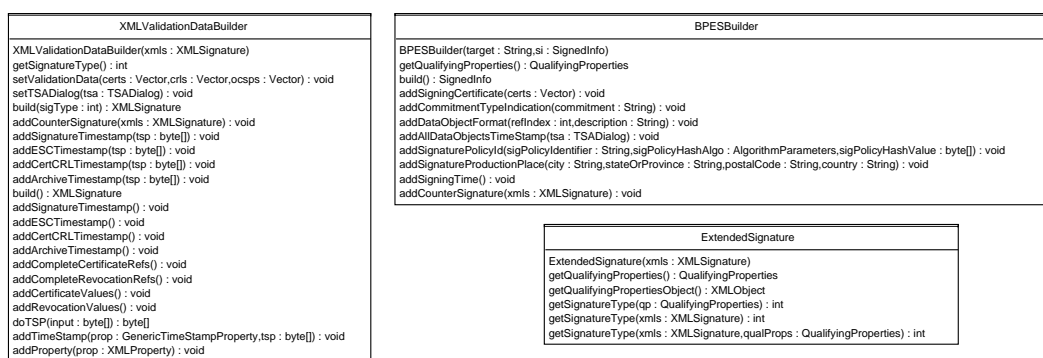 XMLValidationDataBuilder
XMLValidationDataBuilder(xmls : XMLSignature)
getSignatureType() : int
setValidationData(certs : Vector,crls : Vector,ocsps : Vector) : void
setTSADialog(tsa : TSADialog) : void
build(sigType : int) : XMLSignature
addCounterSignature(xmls : XMLSignature) : void
addSignatureTimestamp(tsp : byte[]) : void
addESCTimestamp(tsp : byte[]) : void
addCertCRLTimestamp(tsp : byte[]) : void
addArchiveTimestamp(tsp : byte[]) : void
build() : XMLSignature
addSignatureTimestamp() : void
addESCTimestamp() : void
addCertCRLTimestamp() : void
addArchiveTimestamp() : void
addCompleteCertificateRefs() : void
addCompleteRevocationRefs() : void
addCertificateValues() : void
addRevocationValues() : void
doTSP(input : byte[]) : byte[]
addTimeStamp(prop : GenericTimeStampProperty,tsp : byte[]) : void
addProperty(prop : XMLProperty) : void
BPESBuilder
BPESBuilder(target : String,si : SignedInfo)
getQualifyingProperties() : QualifyingProperties
build() : SignedInfo
addSigningCertificate(certs : Vector) : void
addCommitmentTypeIndication(commitment : String) : void
addDataObjectFormat(refIndex : int,description : String) : void
addAllDataObjectsTimeStamp(tsa : TSADialog) : void
addSignaturePolicyId(sigPolicyIdentifier : String,sigPolicyHashAlgo : AlgorithmParameters,sigPolicyHashValue : byte[]) : void
addSignatureProductionPlace(city : String,stateOrProvince : String,postalCode : String,country : String) : void
addSigningTime() : void
addCounterSignature(xmls : XMLSignature) : void
ExtendedSignature
ExtendedSignature(xmls : XMLSignature)
getQualifyingProperties() : QualifyingProperties
getQualifyingPropertiesObject() : XMLObject
getSignatureType(qp : QualifyingProperties) : int
getSignatureType(xmls : XMLSignature) : int
getSignatureType(xmls : XMLSignature,qualProps : QualifyingProperties) : int